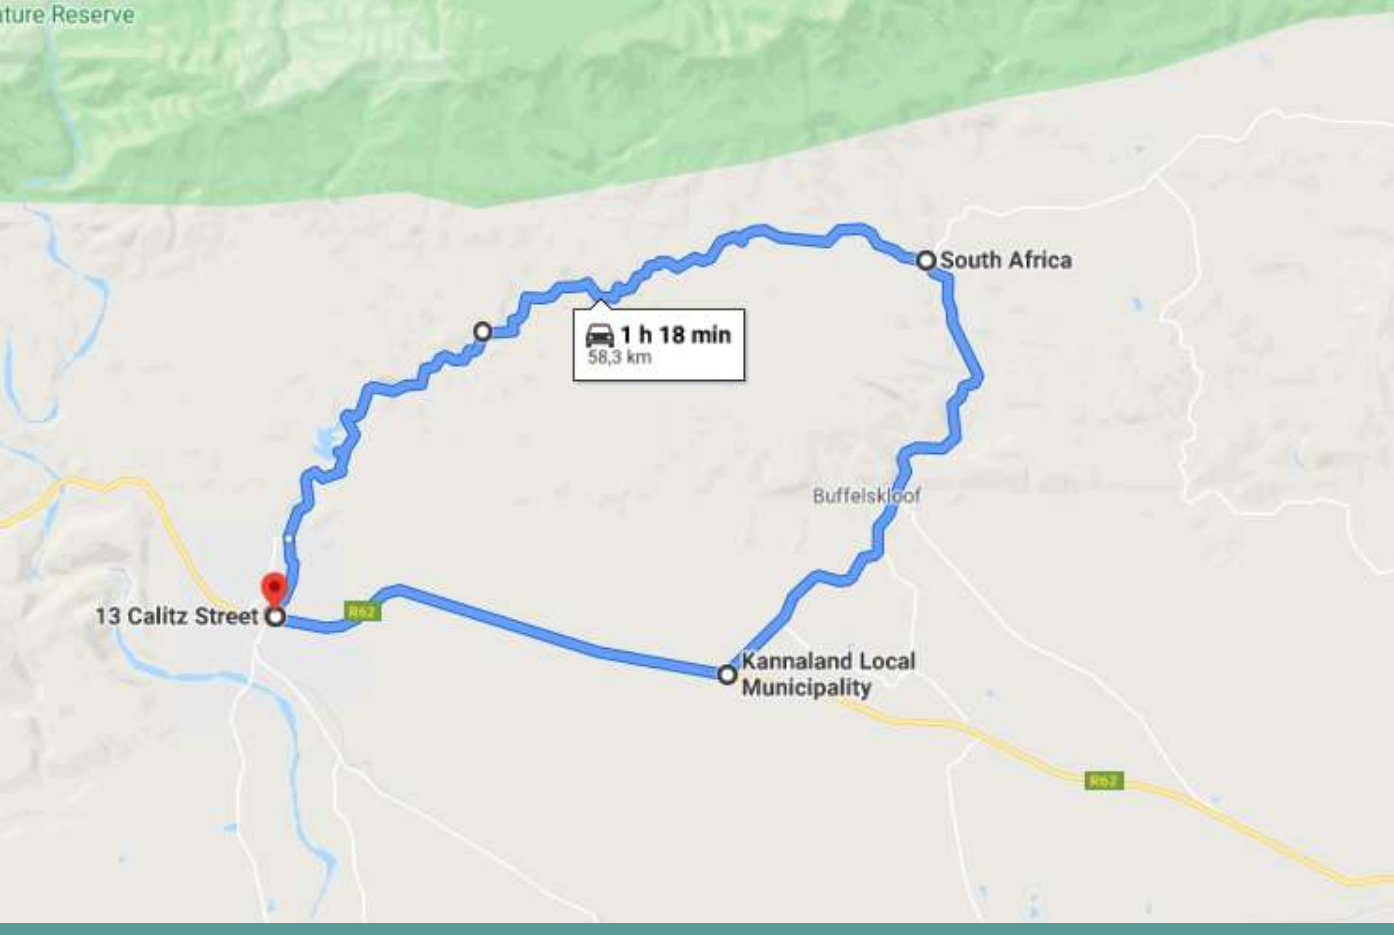 ture Reserve
South Africa
1 h 18 min
58,3 km
Buffelskloof
13 Calitz Street
R62
Kannaland Local
Municipality
R62